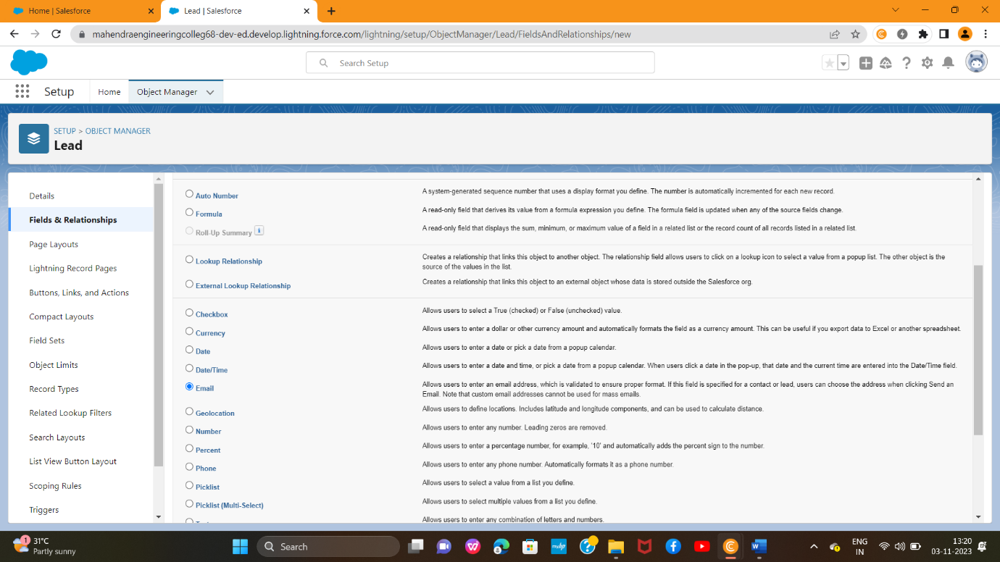 Home | Salesforce
Lead | Salesforce
mahendraengineeringcolleg68-dev-ed.develop.lightning.force.com/lightning/setup/ObjectManager/Lead/FieldsAndRelationships/new
Search Setup
Setup
Home
Object Manager
SETUP > OBJECT MANAGER
Lead
Details
Fields & Relationships
Page Layouts
Lightning Record Pages
Buttons, Links, and Actions
Compact Layouts
Field Sets
Object Limits
Record Types
Related Lookup Filters
Search Layouts
List View Button Layout
Scoping Rules
Triggers
Auto Number A system-generated sequence number that uses a display format you define. The number is automatically incremented for each new record.
Formula A read-only field that derives its value from a formula expression you define. The formula field is updated when any of the source fields change.
Roll-Up Summary i A read-only field that displays the sum, minimum, or maximum value of a field in a related list or the record count of all records listed in a related list.
Lookup Relationship Creates a relationship that links this object to another object. The relationship field allows users to click on a lookup icon to select a value from a popup list. The other object is the
source of the values in the list.
External Lookup Relationship Creates a relationship that links this object to an external object whose data is stored outside the Salesforce org.
Checkbox Allows users to select a True (checked) or False (unchecked) value.
Currency Allows users to enter a dollar or other currency amount and automatically formats the field as a currency amount. This can be useful if you export data to Excel or another spreadsheet.
Date Allows users to enter a date or pick a date from a popup calendar.
Date/Time Allows users to enter a date and time, or pick a date from a popup calendar. When users click a date in the pop-up, that date and the current time are entered into the Date/Time field.
Email Allows users to enter an email address, which is validated to ensure proper format. If this field is specified for a contact or lead, users can choose the address when clicking Send an
Email. Note that custom email addresses cannot be used for mass emails.
Geolocation Allows users to define locations. Includes latitude and longitude components, and can be used to calculate distance.
Number Allows users to enter any number. Leading zeros are removed.
Percent Allows users to enter a percentage number, for example, '10' and automatically adds the percent sign to the number.
Phone Allows users to enter any phone number. Automatically formats it as a phone number.
Picklist Allows users to select a value from a list you define.
Picklist (Multi-Select) Allows users to select multiple values from a list you define.
Allows users to enter any combination of letters and numbers.
1
31°C
Partly sunny
Search
ENG
IN
13:20
03-11-2023